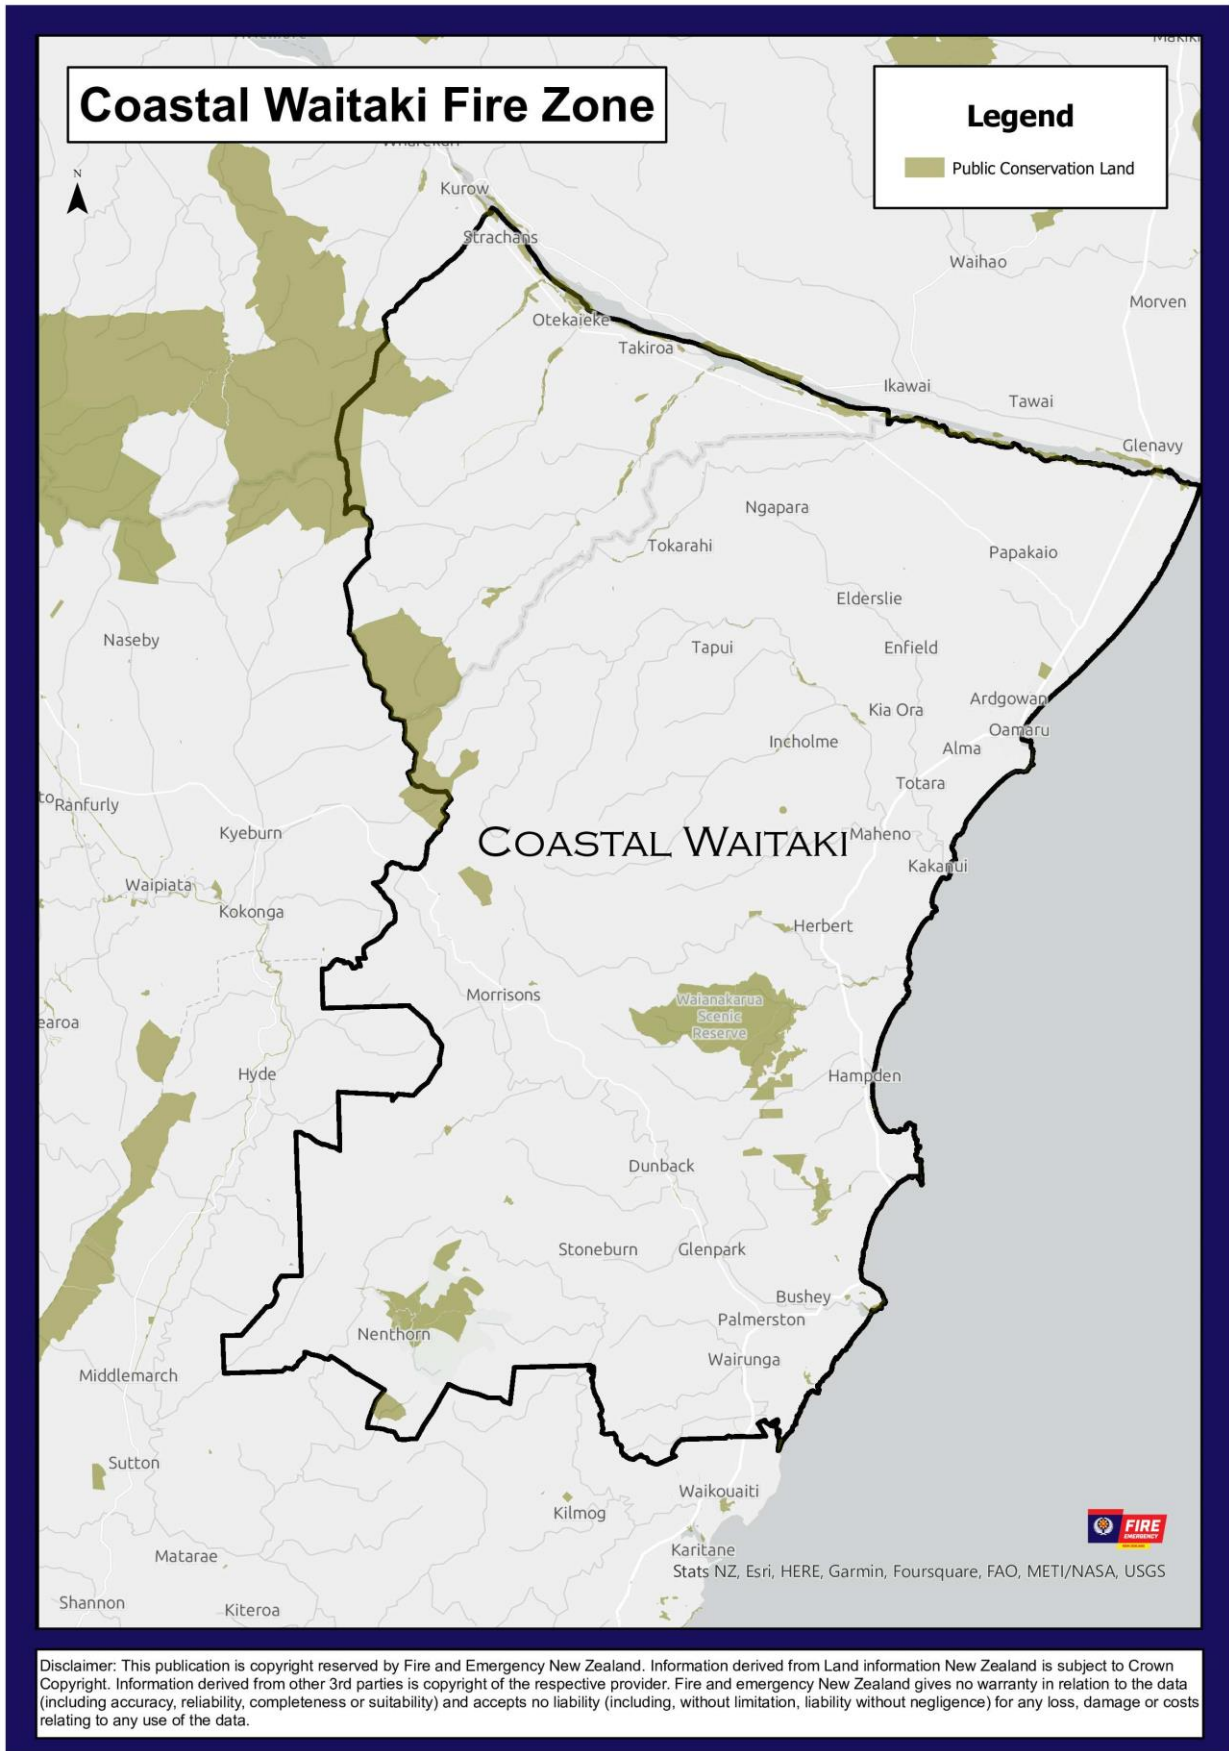 Coastal Waitaki Fire Zone
Legend
Public Conservation Land
N
Kurow
Strachans
Waihao
Morven
Otekaieke
Takiroa
Ikawai
Tawai
Glenavy
Ngapara
Tokarahi
Papakaio
Elderslie
Naseby
Tapui
Enfield
Ardgowan
Kia Ora
Oamaru
Incholme
Alma
Totara
Ranfurly
Kyeburn
COASTAL WAITAKI
Maheno
Kakanui
Waipiata
Kokonga
Herbert
Morrisons
Waianakarua
Scenic
Reserve
earoa
Hyde
Hampden
Dunback
Stoneburn
Glenpark
Bushey
Palmerston
Nenthorn
Wairunga
Middlemarch
Sutton
Waikouaiti
Kilmog
FIRE
EMERGENCY
Karitane
Matarae
Stats NZ, Esri, HERE, Garmin, Foursquare, FAO, METI/NASA, USGS
Shannon
Kiteroa
Disclaimer: This publication is copyright reserved by Fire and Emergency New Zealand. Information derived from Land information New Zealand is subject to Crown
Copyright. Information derived from other 3rd parties is copyright of the respective provider. Fire and emergency New Zealand gives no warranty in relation to the data
(including accuracy, reliability, completeness or suitability) and accepts no liability (including, without limitation, liability without negligence) for any loss, damage or costs
relating to any use of the data.